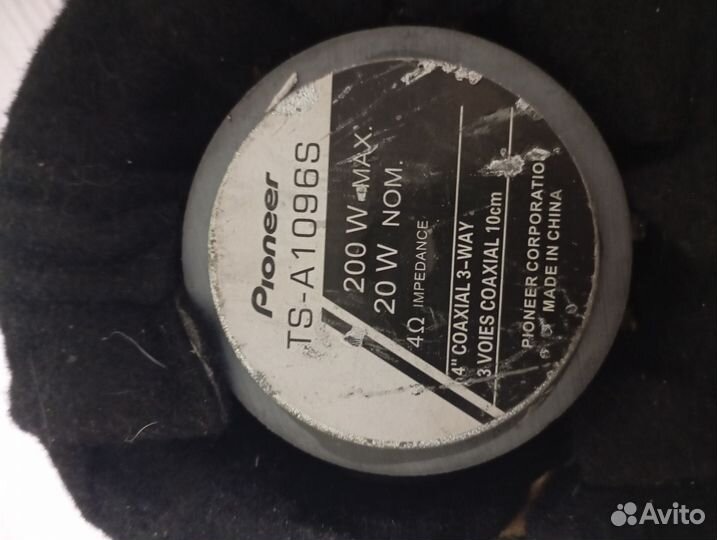 Pioneer
TS-A1096S
200 W MAX.
20 W NOM.
4Ω IMPEDANCE
4" COAXIAL 3-WAY
3 VOIES COAXIAL 10cm
PIONEER CORPORATIO
MADE IN CHINA
Avito